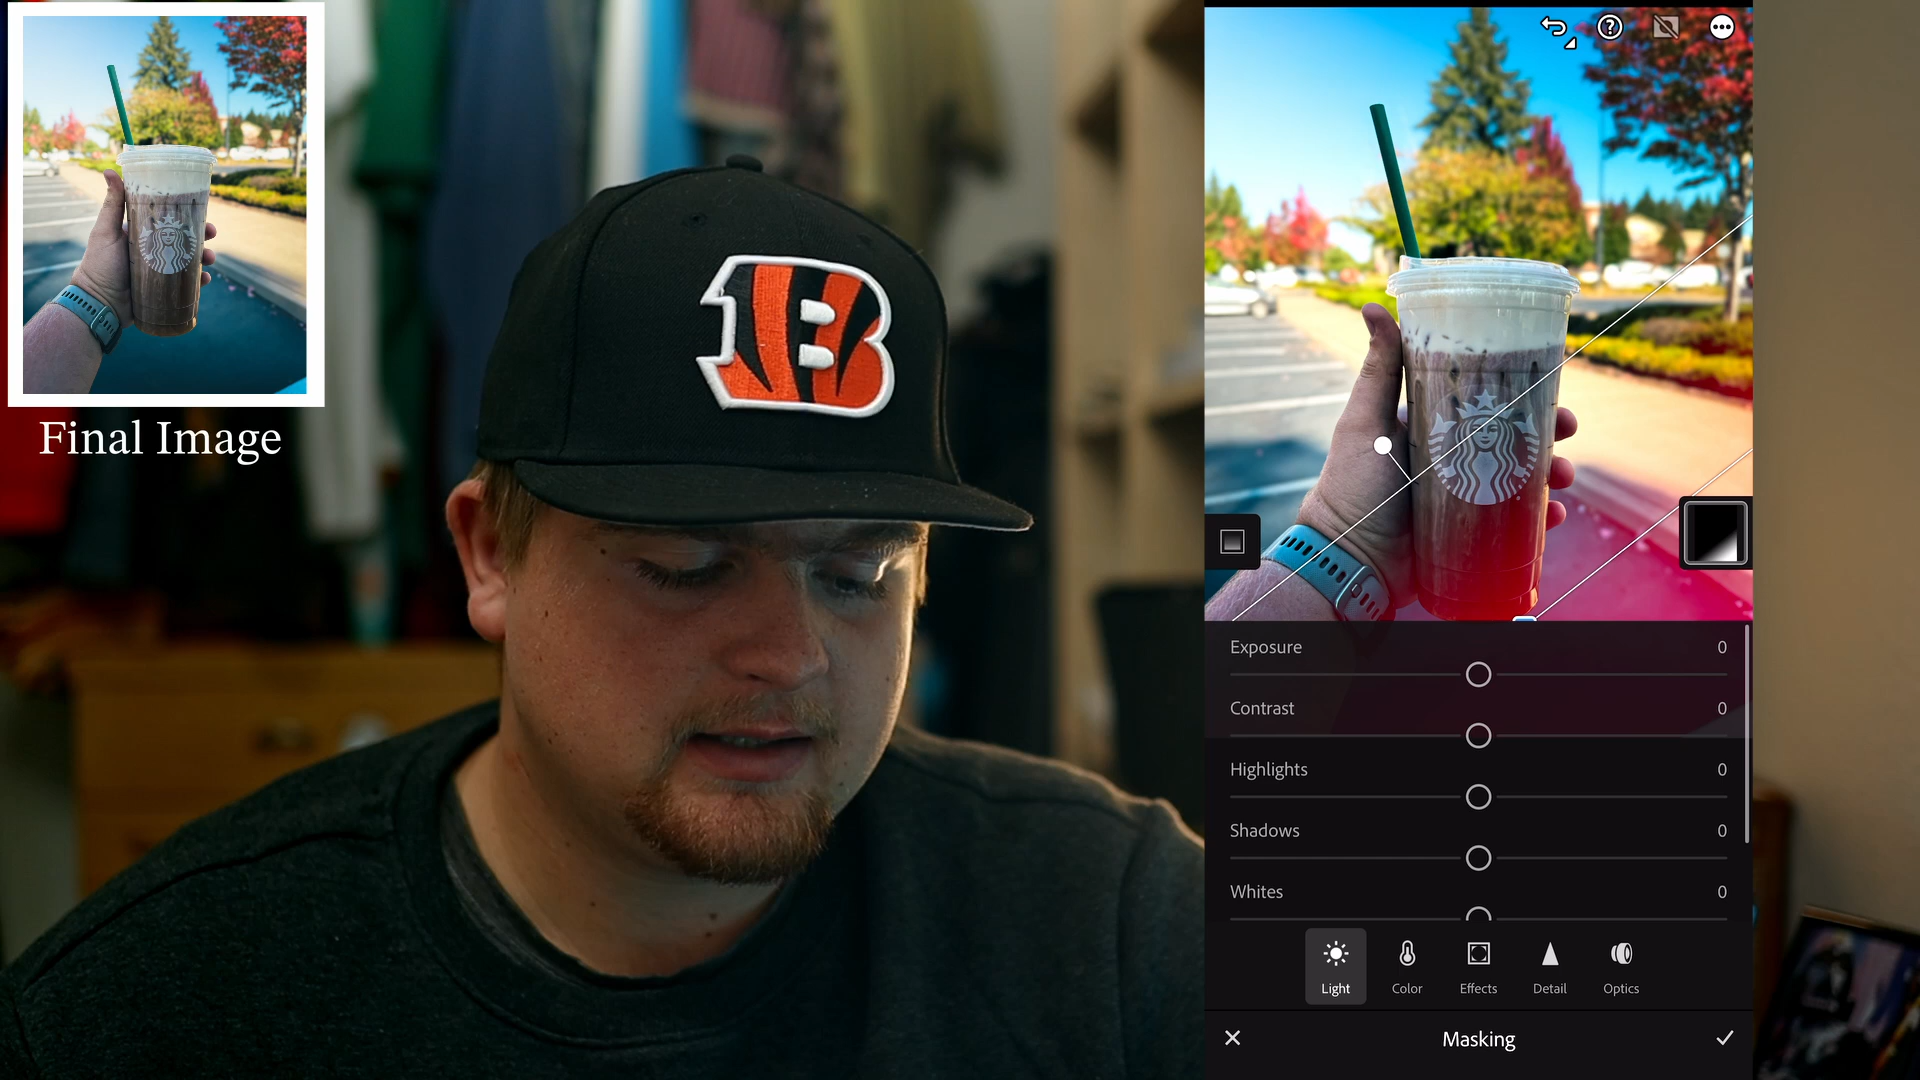 Final Image
B
?
Exposure 0
Contrast 0
Highlights 0
Shadows 0
Whites 0
Light Color Effects Detail Optics
Masking